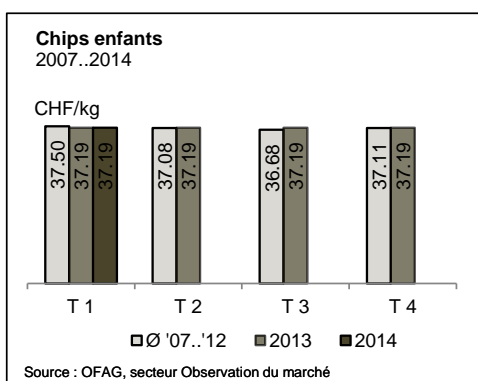 Chips enfants
2007..2014
CHF/kg
37.50
37.19
37.19
37.08
37.19
36.68
37.19
37.11
37.19
T 1
T 2
T 3
T 4
Ø '07..'12
2013
2014
Source : OFAG, secteur Observation du marché